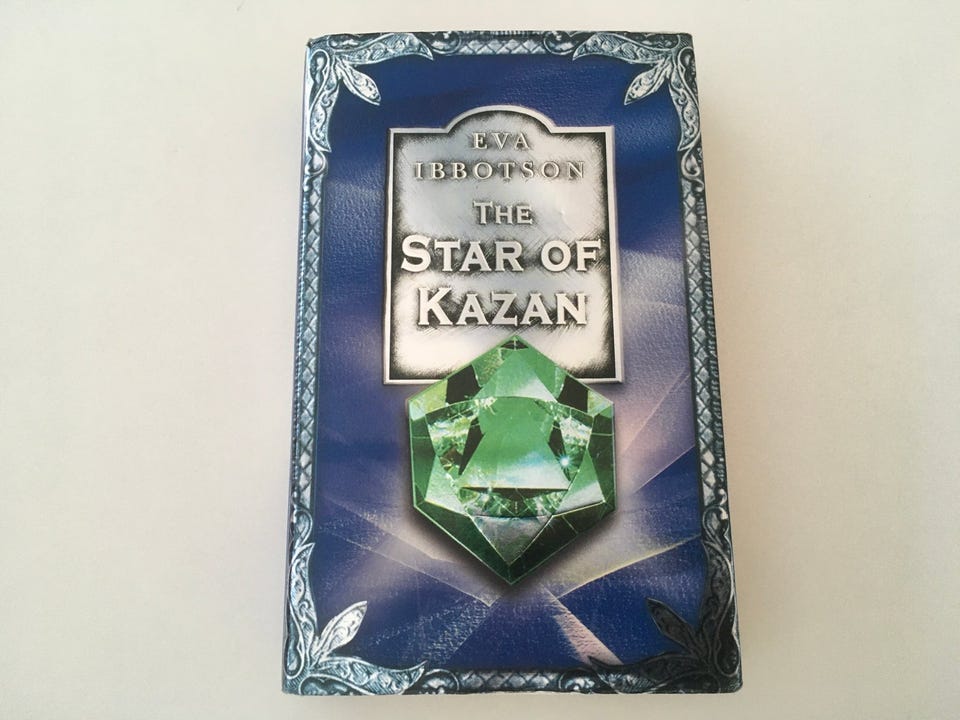 EVA
IBBOTSON
THE
STAR OF
KAZAN